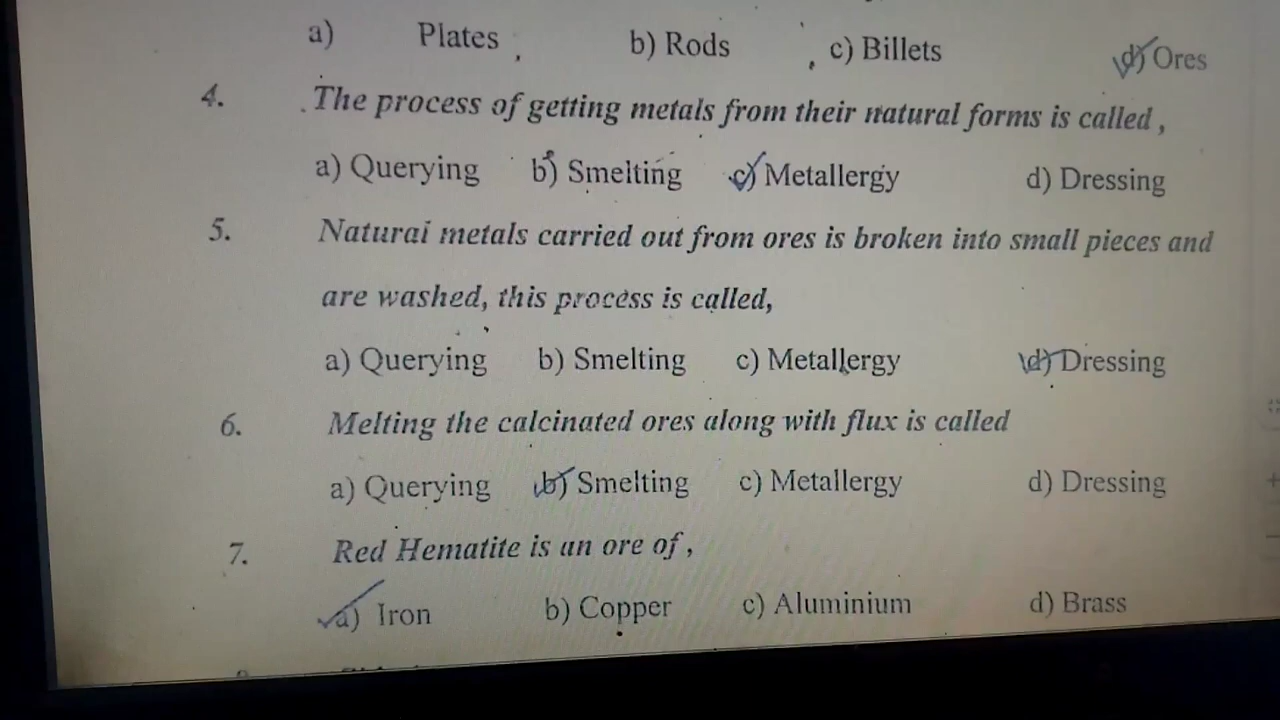 a) Plates , b) Rods , c) Billets d) Ores
4. The process of getting metals from their natural forms is called ,
a) Querying b) Smelting c) Metallergy d) Dressing
5. Naturai metals carried out from ores is broken into small pieces and
are washed, this process is called,
a) Querying b) Smelting c) Metallergy d) Dressing
6. Melting the calcinated ores along with flux is called
a) Querying b) Smelting c) Metallergy d) Dressing
7. Red Hematite is an ore of ,
a) Iron b) Copper c) Aluminium d) Brass